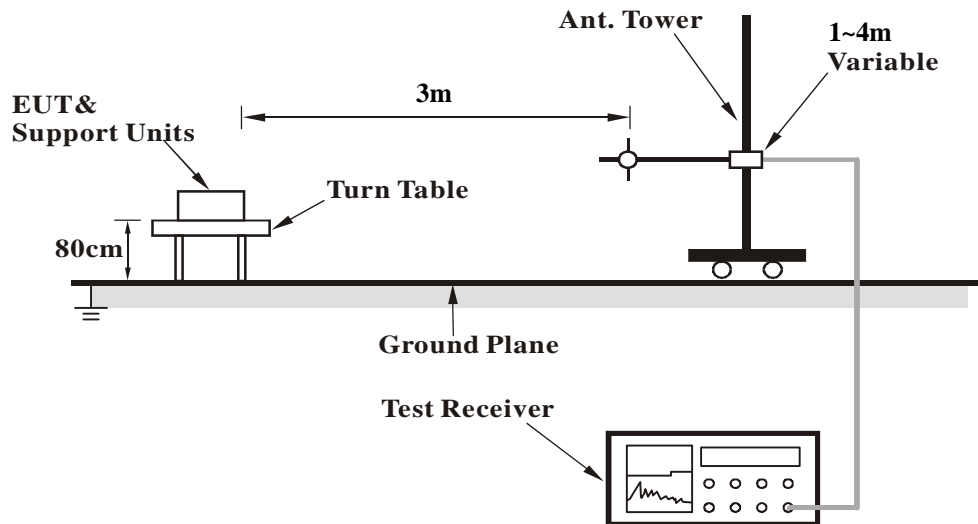 Ant. Tower
1~4m
Variable
3m
EUT&
Support Units
Turn Table
80cm
Ground Plane
Test Receiver